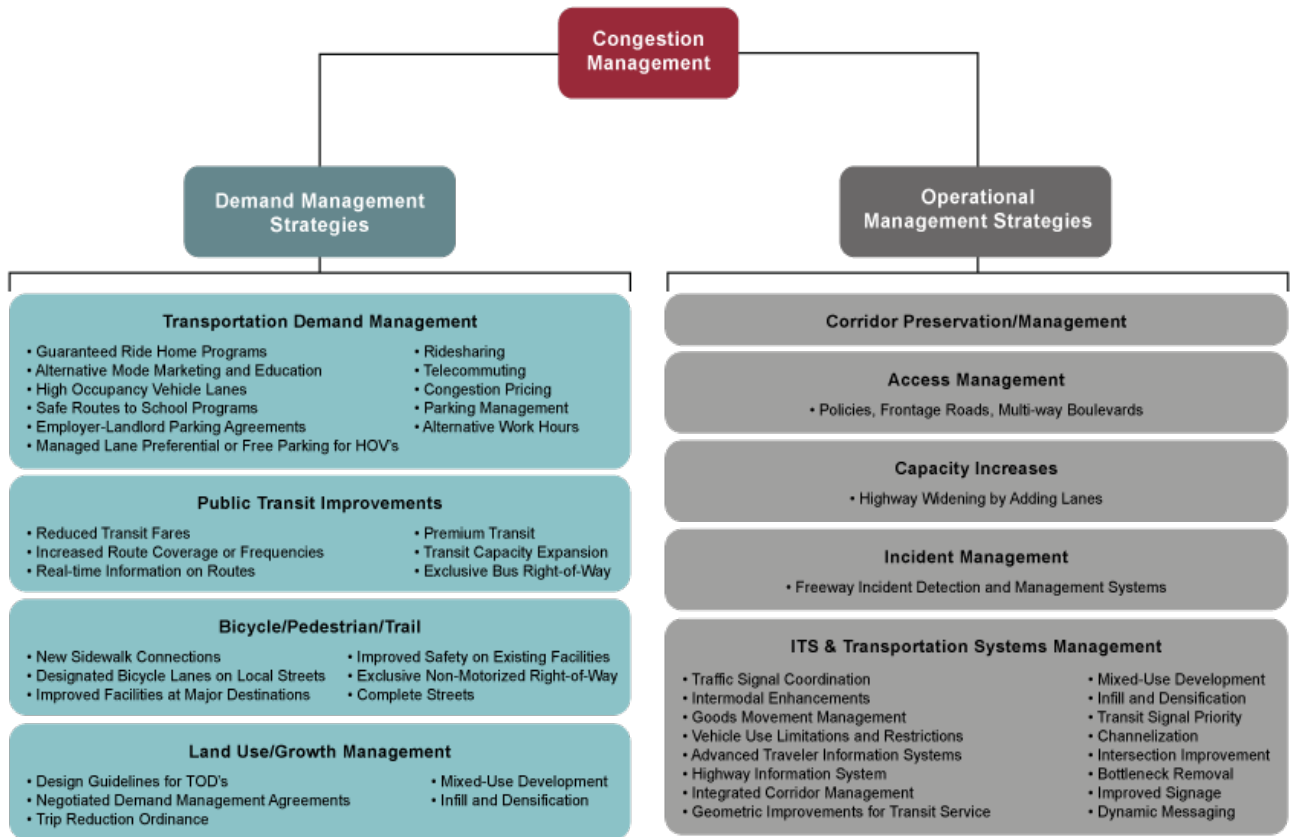 Congestion
Management
Demand Management
Strategies
Operational
Management Strategies
Transportation Demand Management
• Guaranteed Ride Home Programs
• Alternative Mode Marketing and Education
• High Occupancy Vehicle Lanes
• Safe Routes to School Programs
• Employer-Landlord Parking Agreements
• Managed Lane Preferential or Free Parking for HOV's
• Ridesharing
• Telecommuting
• Congestion Pricing
• Parking Management
• Alternative Work Hours
Public Transit Improvements
• Reduced Transit Fares
• Increased Route Coverage or Frequencies
• Real-time Information on Routes
• Premium Transit
• Transit Capacity Expansion
• Exclusive Bus Right-of-Way
Bicycle/Pedestrian/Trail
• New Sidewalk Connections
• Designated Bicycle Lanes on Local Streets
• Improved Facilities at Major Destinations
• Improved Safety on Existing Facilities
• Exclusive Non-Motorized Right-of-Way
• Complete Streets
Land Use/Growth Management
• Design Guidelines for TOD's
• Negotiated Demand Management Agreements
• Trip Reduction Ordinance
• Mixed-Use Development
• Infill and Densification
Corridor Preservation/Management
Access Management
• Policies, Frontage Roads, Multi-way Boulevards
Capacity Increases
• Highway Widening by Adding Lanes
Incident Management
• Freeway Incident Detection and Management Systems
ITS & Transportation Systems Management
• Traffic Signal Coordination
• Intermodal Enhancements
• Goods Movement Management
• Vehicle Use Limitations and Restrictions
• Advanced Traveler Information Systems
• Highway Information System
• Integrated Corridor Management
• Geometric Improvements for Transit Service
• Mixed-Use Development
• Infill and Densification
• Transit Signal Priority
• Channelization
• Intersection Improvement
• Bottleneck Removal
• Improved Signage
• Dynamic Messaging